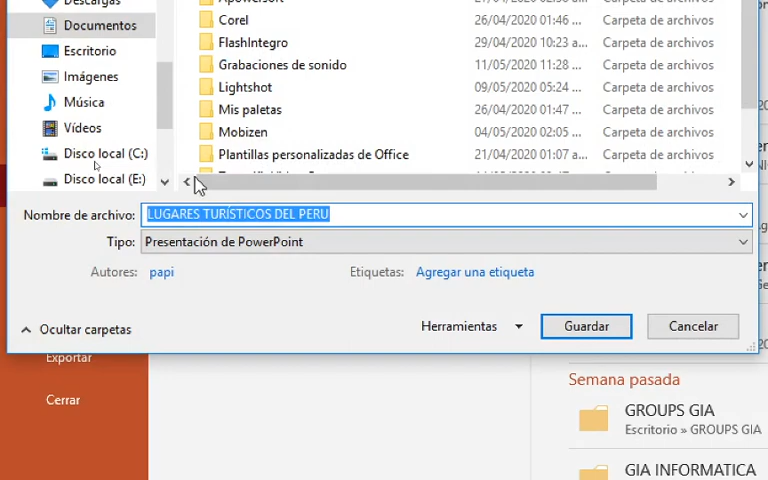 Descargas
Documentos
Escritorio
Imágenes
Música
Vídeos
Disco local (C:)
Disco local (E:)
Corel 26/04/2020 01:46 ... Carpeta de archivos
FlashIntegro 29/04/2020 10:23 a... Carpeta de archivos
Grabaciones de sonido 11/05/2020 11:28 ... Carpeta de archivos
Lightshot 09/05/2020 05:24 ... Carpeta de archivos
Mis paletas 26/04/2020 01:47 ... Carpeta de archivos
Mobizen 04/05/2020 02:05 ... Carpeta de archivos
Plantillas personalizadas de Office 21/04/2020 01:07 a... Carpeta de archivos
Nombre de archivo: LUGARES TURÍSTICOS DEL PERU
Tipo: Presentación de PowerPoint
Autores: papi Etiquetas: Agregar una etiqueta
Ocultar carpetas Herramientas Guardar Cancelar
Exportar
Cerrar
Semana pasada
GROUPS GIA
Escritorio » GROUPS GIA
GIA INFORMATICA